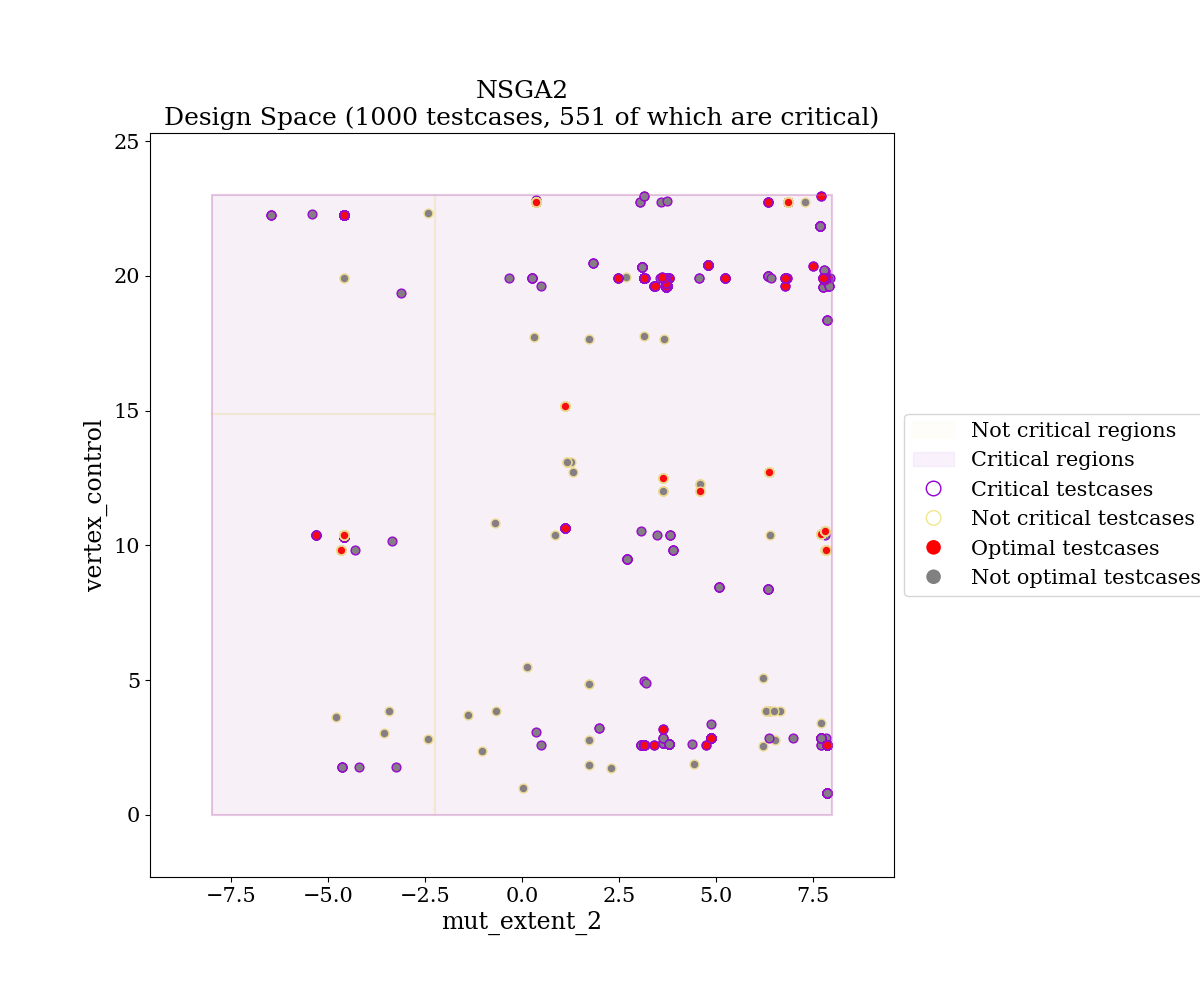 NSGA2
Design Space (1000 testcases, 551 of which are critical)
25
20
15
10
5
0
vertex_control
−7.5
−5.0
−2.5
0.0
2.5
5.0
7.5
mut_extent_2
Not critical regions
Critical regions
Critical testcases
Not critical testcases
Optimal testcases
Not optimal testcases